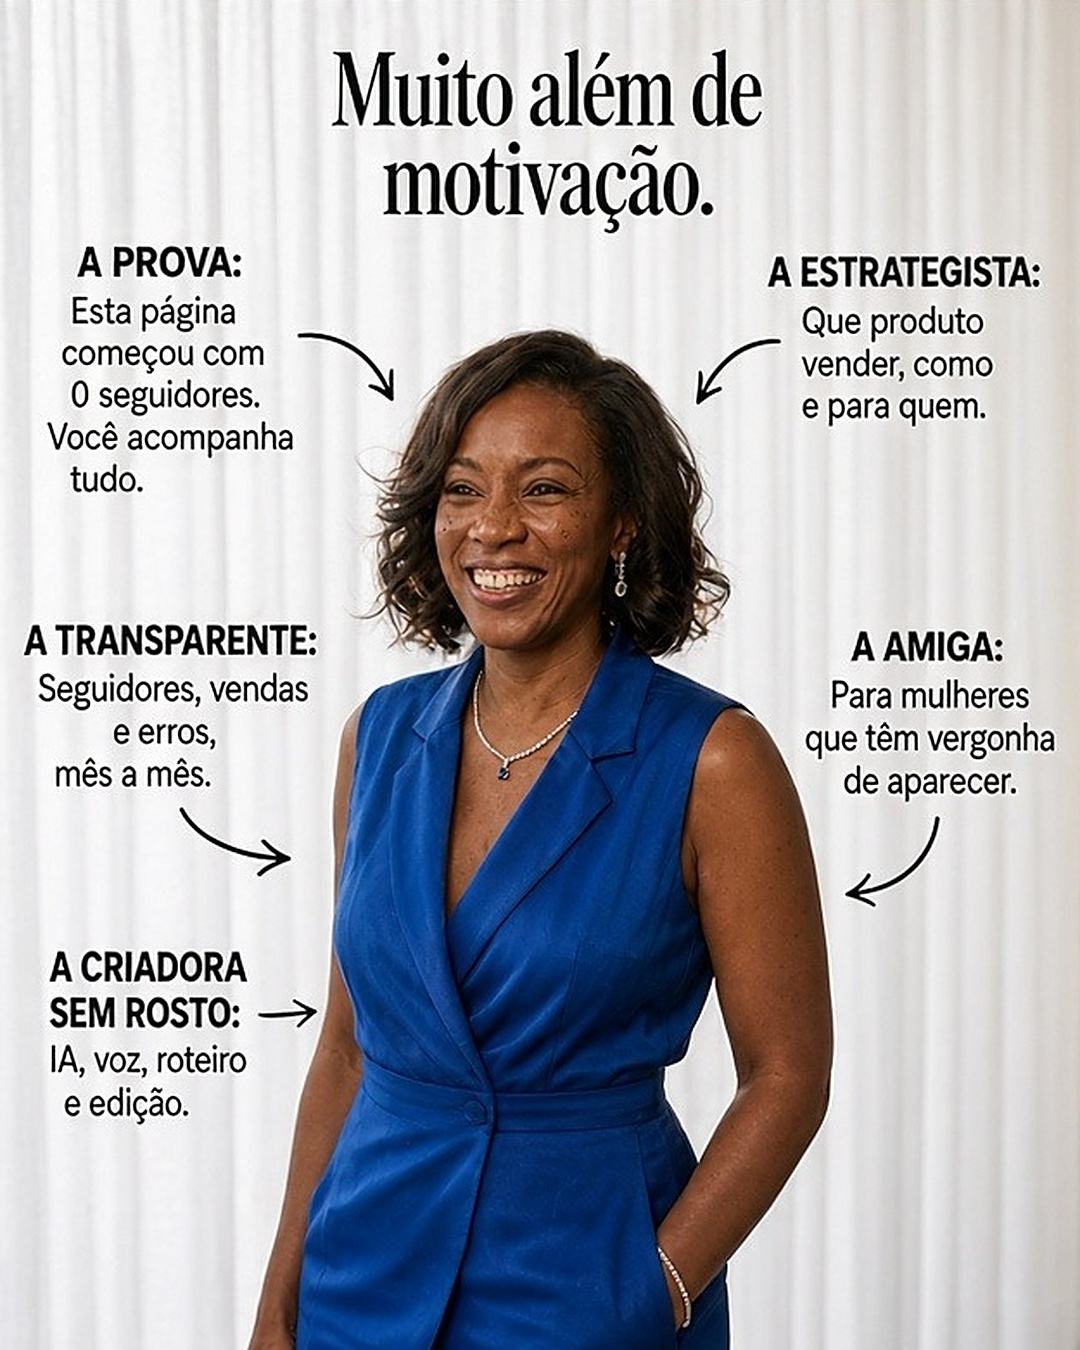 Muito além de
motivação.
A PROVA:
Esta página
começou com
0 seguidores.
Você acompanha
tudo.
A ESTRATEGISTA:
Que produto
vender, como
e para quem.
A TRANSPARENTE:
Seguidores, vendas
e erros,
mês a mês.
A AMIGA:
Para mulheres
que têm vergonha
de aparecer.
A CRIADORA
SEM ROSTO:
IA, voz, roteiro
e edição.